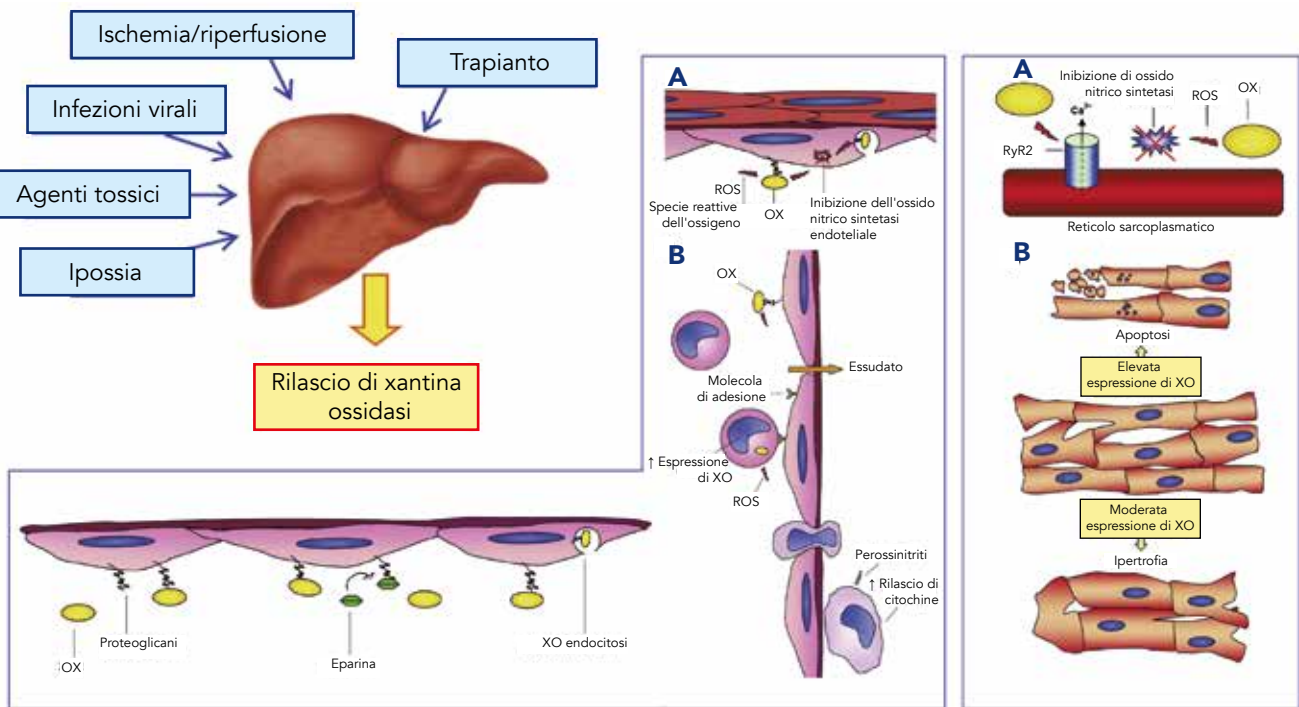 Ischemia/riperfusione
Trapianto
Infezioni virali
Agenti tossici
Ipossia
Rilascio di xantina
ossidasi
OX
Proteoglicani
Eparina
XO endocitosi
A
ROS
Specie reattive
dell'ossigeno
OX
Inibizione dell'ossido
nitrico sintetasi
endoteliale
B
OX
Essudato
Molecola
di adesione
↑ Espressione
di XO
ROS
Perossinitriti
↑ Rilascio di
citochine
A
Inibizione di ossido
nitrico sintetasi
ROS
OX
Ca²⁺
RyR2
Reticolo sarcoplasmatico
B
Apoptosi
Elevata
espressione di XO
Moderata
espressione di XO
Ipertrofia